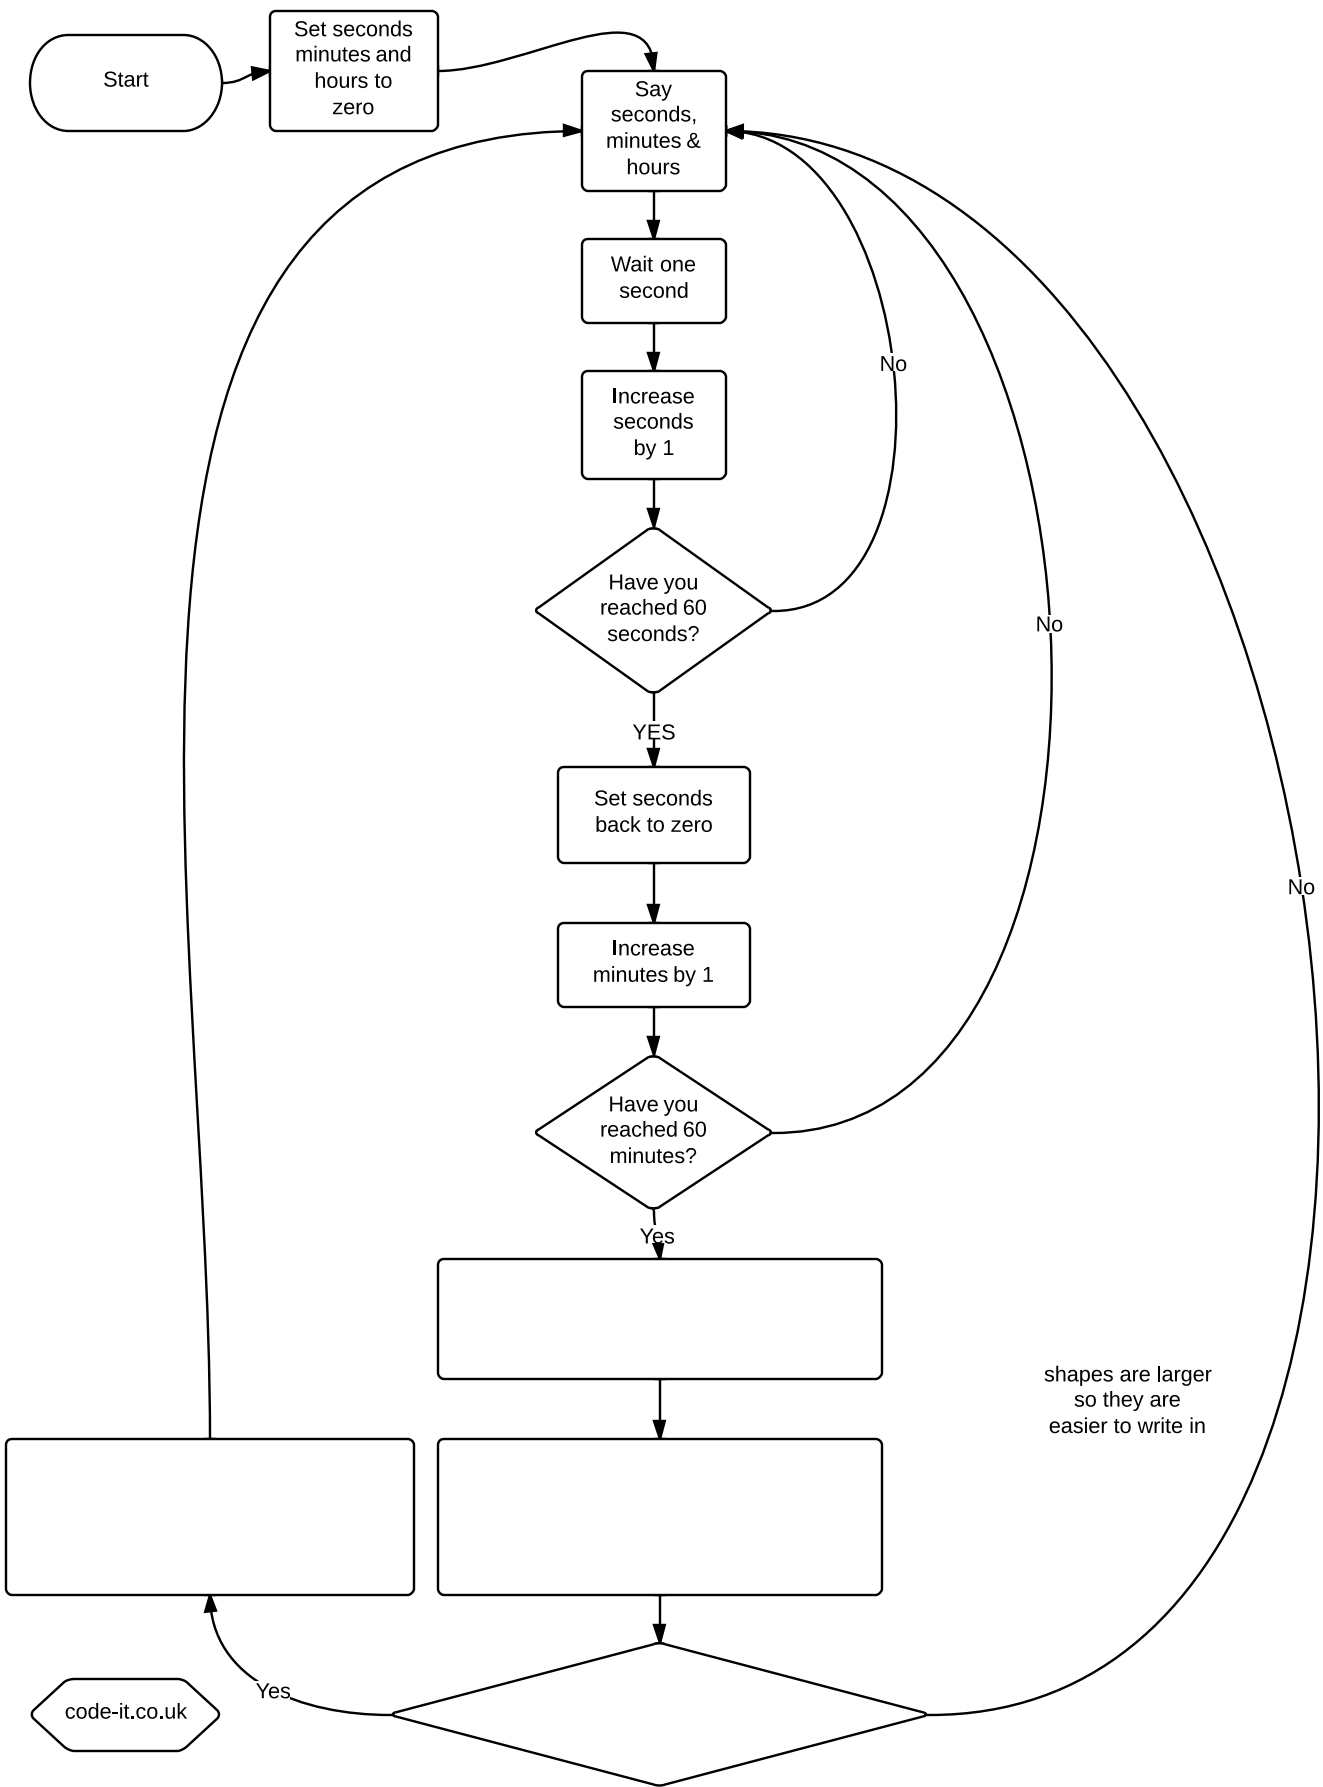 Start
Set seconds
minutes and
hours to
zero
Say
seconds,
minutes &
hours
Wait one
second
No
Increase
seconds
by 1
Have you
reached 60
seconds?
No
YES
Set seconds
back to zero
No
Increase
minutes by 1
Have you
reached 60
minutes?
Yes
shapes are larger
so they are
easier to write in
Yes
code-it.co.uk